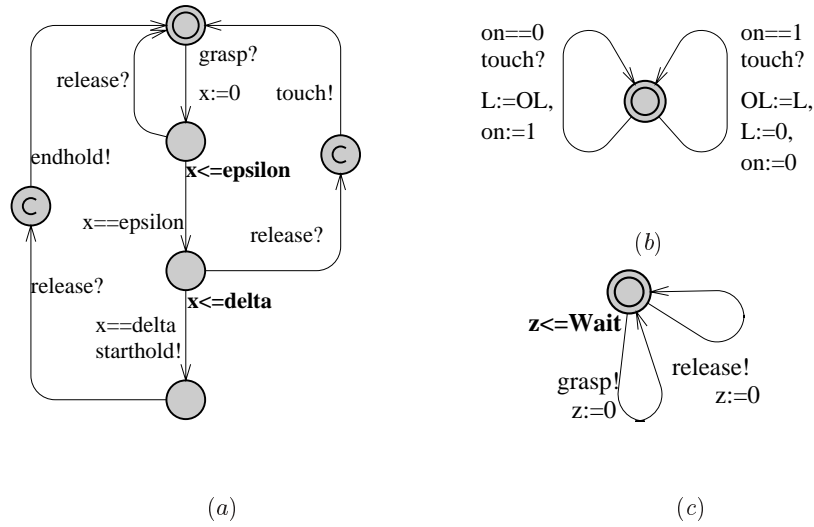 grasp?
x:=0
release?
touch!
endhold!
C
C
x<=epsilon
x==epsilon
release?
release?
x<=delta
x==delta
starthold!
(a)
on==0
touch?
L:=OL,
on:=1
on==1
touch?
OL:=L,
L:=0,
on:=0
(b)
z<=Wait
grasp!
z:=0
release!
z:=0
(c)